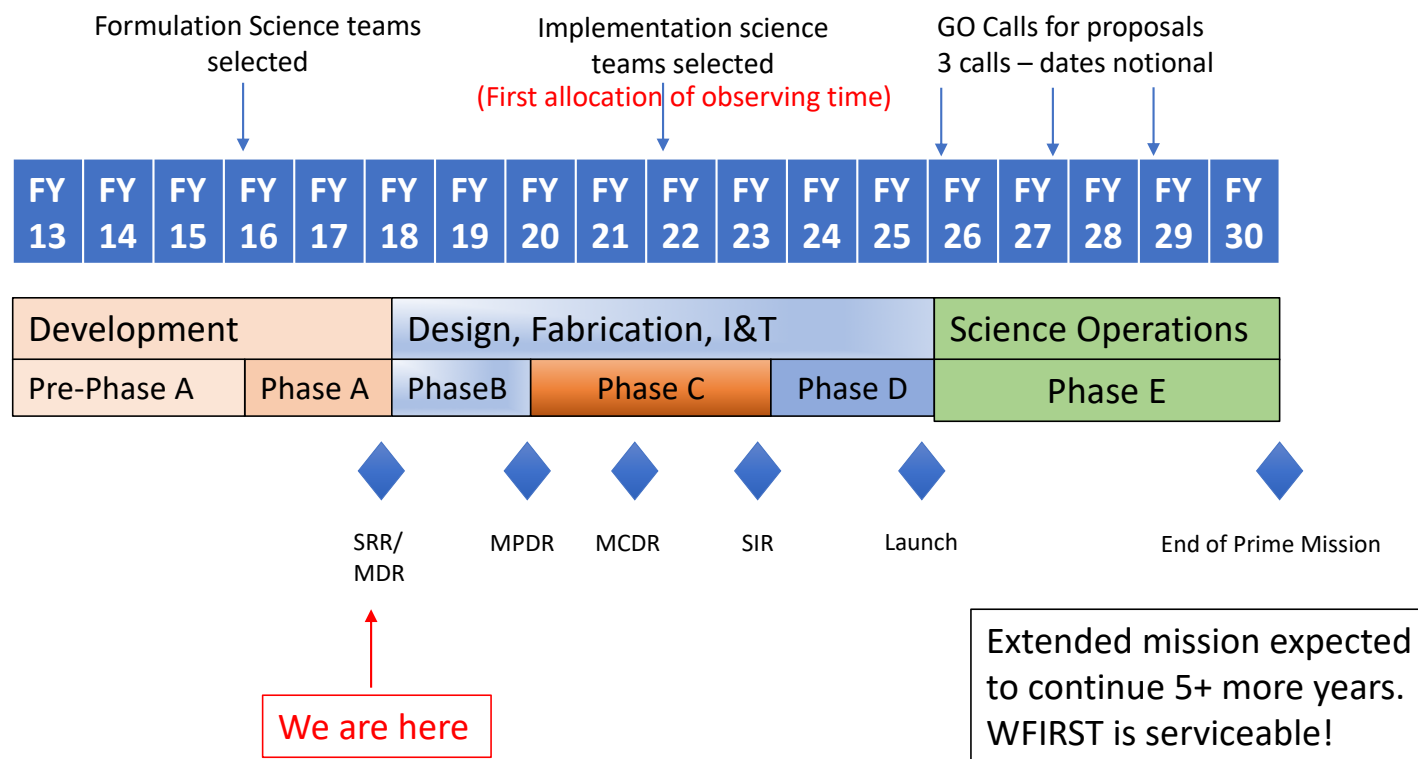 Formulation Science teams
selected
Implementation science
teams selected
(First allocation of observing time)
GO Calls for proposals
3 calls – dates notional
FY 13
FY 14
FY 15
FY 16
FY 17
FY 18
FY 19
FY 20
FY 21
FY 22
FY 23
FY 24
FY 25
FY 26
FY 27
FY 28
FY 29
FY 30
Development
Design, Fabrication, I&T
Science Operations
Pre-Phase A
Phase A
PhaseB
Phase C
Phase D
Phase E
SRR/
MDR
MPDR
MCDR
SIR
Launch
End of Prime Mission
We are here
Extended mission expected
to continue 5+ more years.
WFIRST is serviceable!